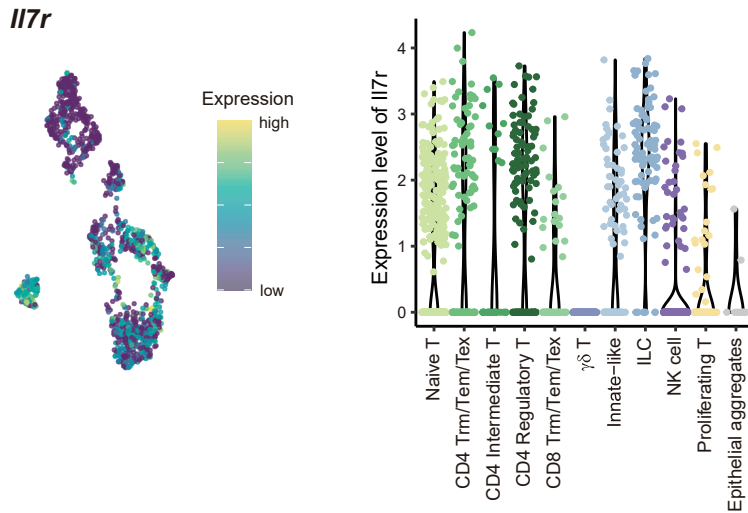 Il7r
Expression
high
low
Expression level of Il7r
4
3
2
1
0
Naive T
CD4 Trm/Tem/Tex
CD4 Intermediate T
CD4 Regulatory T
CD8 Trm/Tem/Tex
γδ T
Innate−like
ILC
NK cell
Proliferating T
Epithelial aggregates